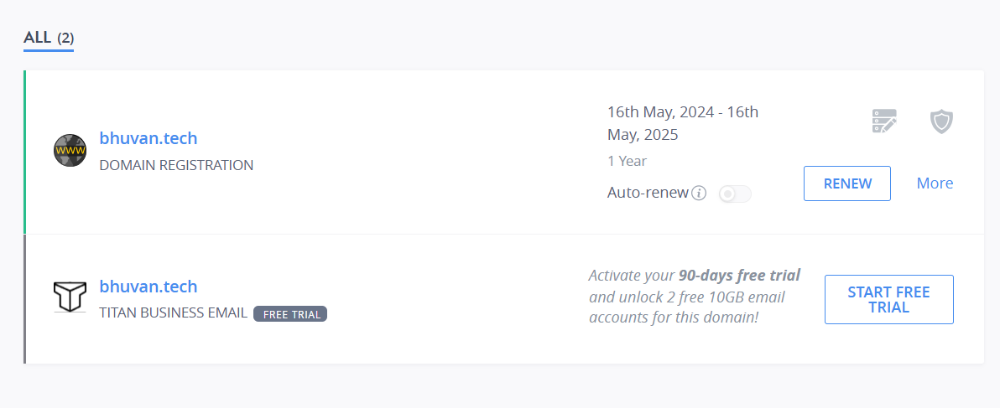 ALL (2)
WWW
bhuvan.tech
DOMAIN REGISTRATION
16th May, 2024 - 16th
May, 2025
1 Year
Auto-renew i
RENEW
More
bhuvan.tech
TITAN BUSINESS EMAIL FREE TRIAL
Activate your 90-days free trial
and unlock 2 free 10GB email
accounts for this domain!
START FREE
TRIAL